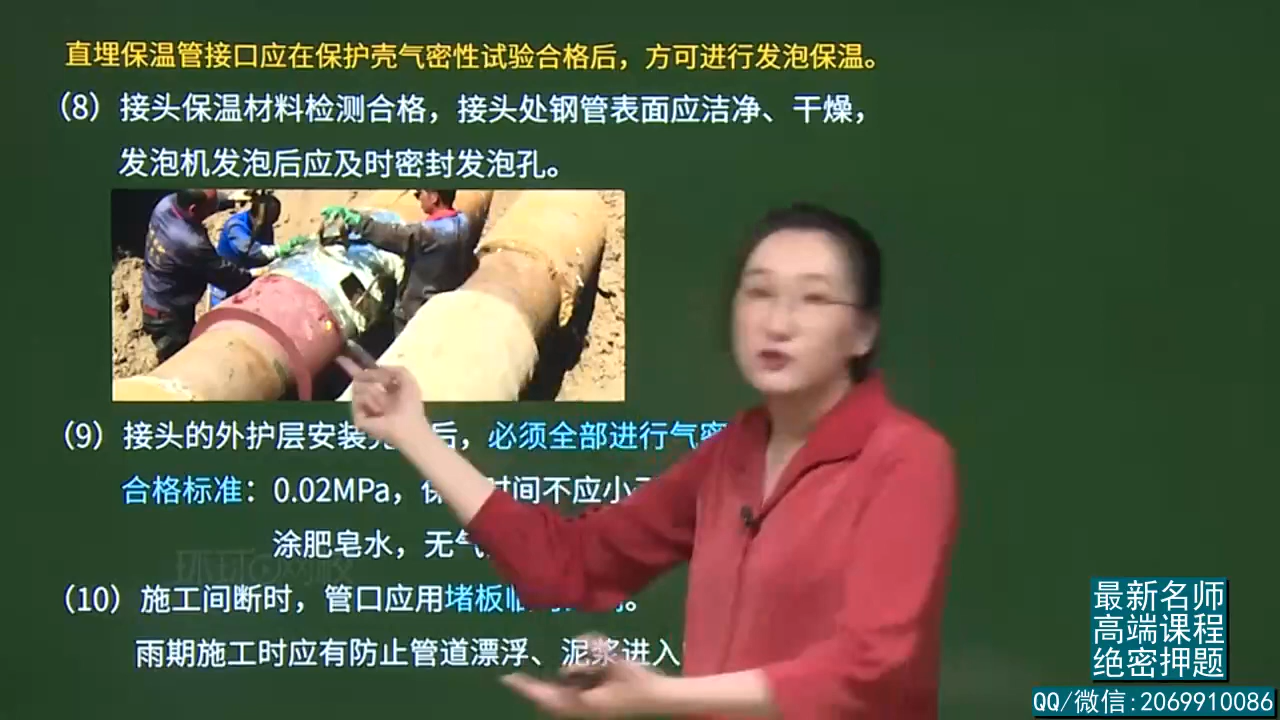 直埋保温管接口应在保护壳气密性试验合格后，方可进行发泡保温。
（8）接头保温材料检测合格，接头处钢管表面应洁净、干燥，
发泡机发泡后应及时密封发泡孔。
（9）接头的外护层安装 后，必须全部进行气密
合格标准：0.02MPa， 时间不应小于
涂肥皂水，无气
环球网校
（10）施工间断时，管口应用堵板临 。
雨期施工时应有防止管道漂浮、泥浆进入
最新名师
高端课程
绝密押题
QQ/微信:2069910086